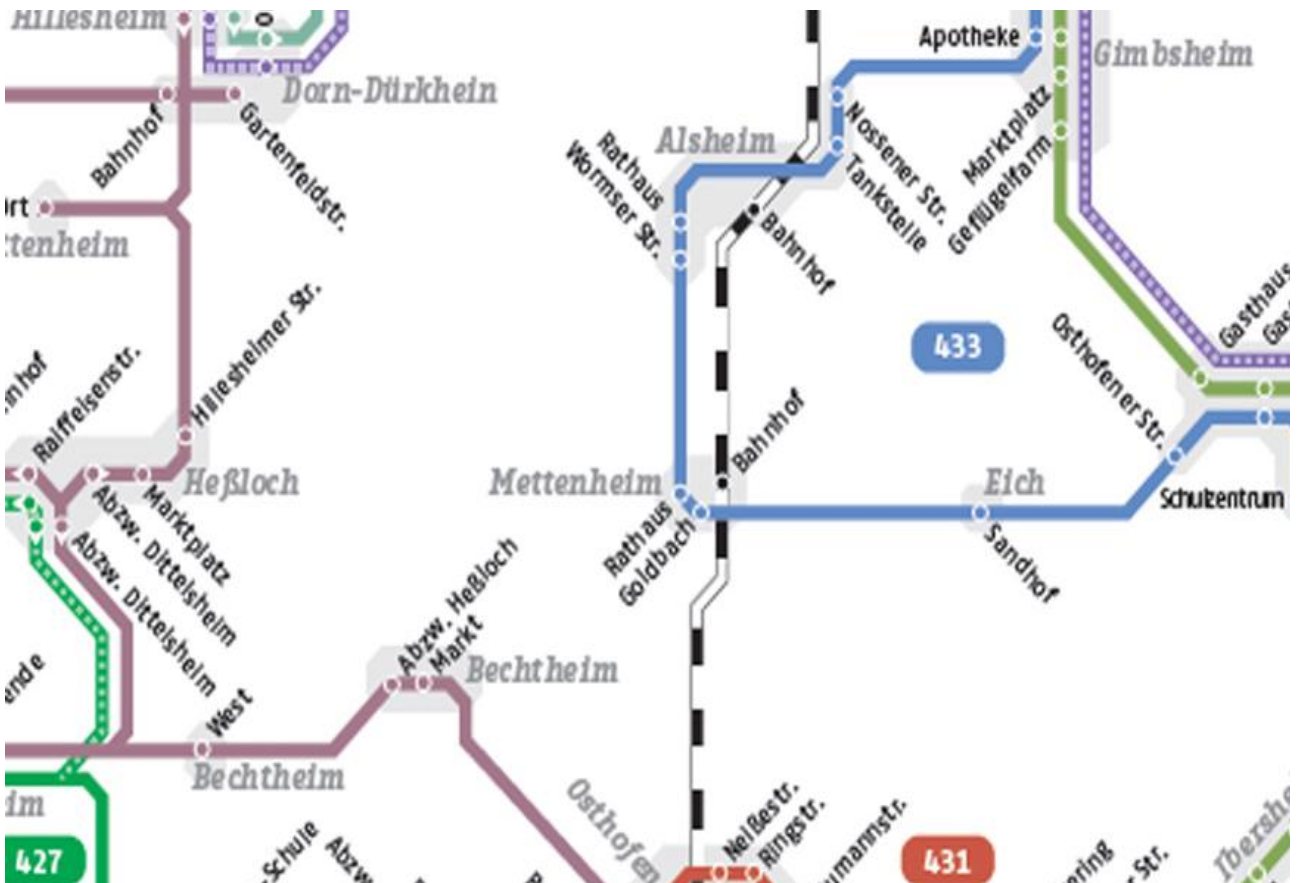 Hillesheim
Apotheke
Gimbsheim
Dorn-Dürkheim
Bahnhof
Gartenfeldstr.
Alsheim
Rathaus
Wormser Str.
Nossener Str.
Tankstelle
Marktplatz
Geflügelfarm
Bahnhof
433
Hillesheimer Str.
Raiffeisenstr.
Osthofener Str.
Gasthaus
Bahnhof
Heßloch
Mettenheim
Eich
Schulzentrum
Abzw. Dittelsheim
Marktplatz
Rathaus
Goldbach
Sandhof
Abzw. Dittelsheim
Abzw. Heßloch
Markt
Bechtheim
West
Bechtheim
Osthofen
Neißestr.
Ringstr.
427
431